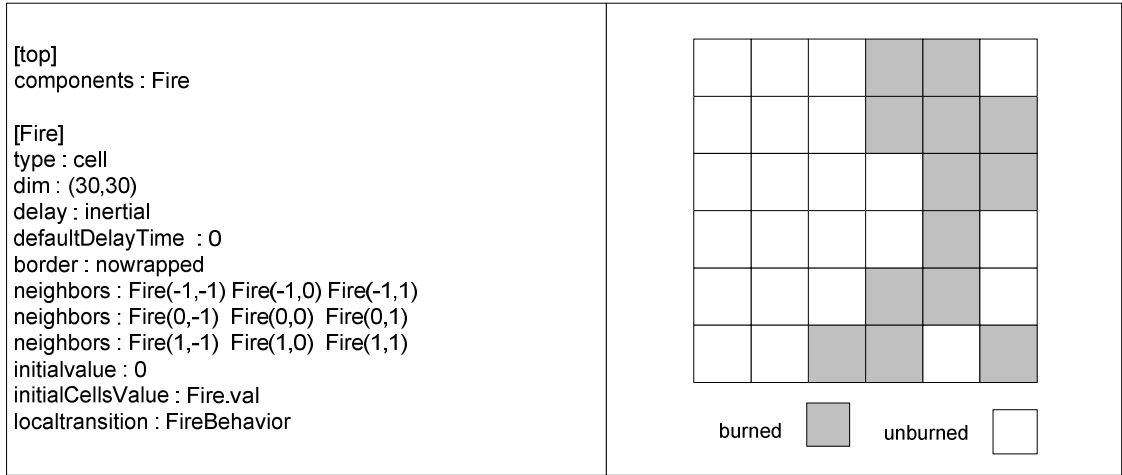 [top]
components : Fire
[Fire]
type : cell
dim : (30,30)
delay : inertial
defaultDelayTime : 0
border : nowrapped
neighbors : Fire(-1,-1) Fire(-1,0) Fire(-1,1)
neighbors : Fire(0,-1) Fire(0,0) Fire(0,1)
neighbors : Fire(1,-1) Fire(1,0) Fire(1,1)
initialvalue : 0
initialCellsValue : Fire.val
localtransition : FireBehavior
burned unburned